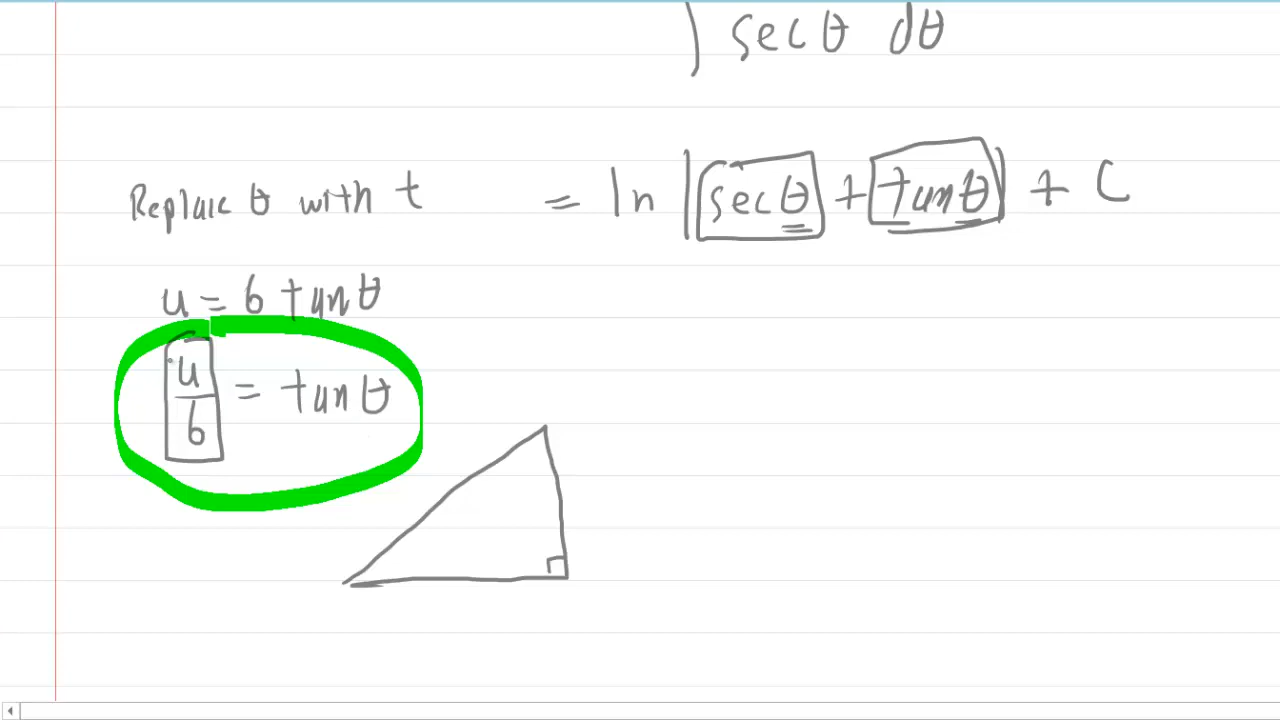 ∫ secθ dθ
Replace θ with t = ln |secθ + tanθ| + C
u = 6 tanθ
u/6 = tanθ